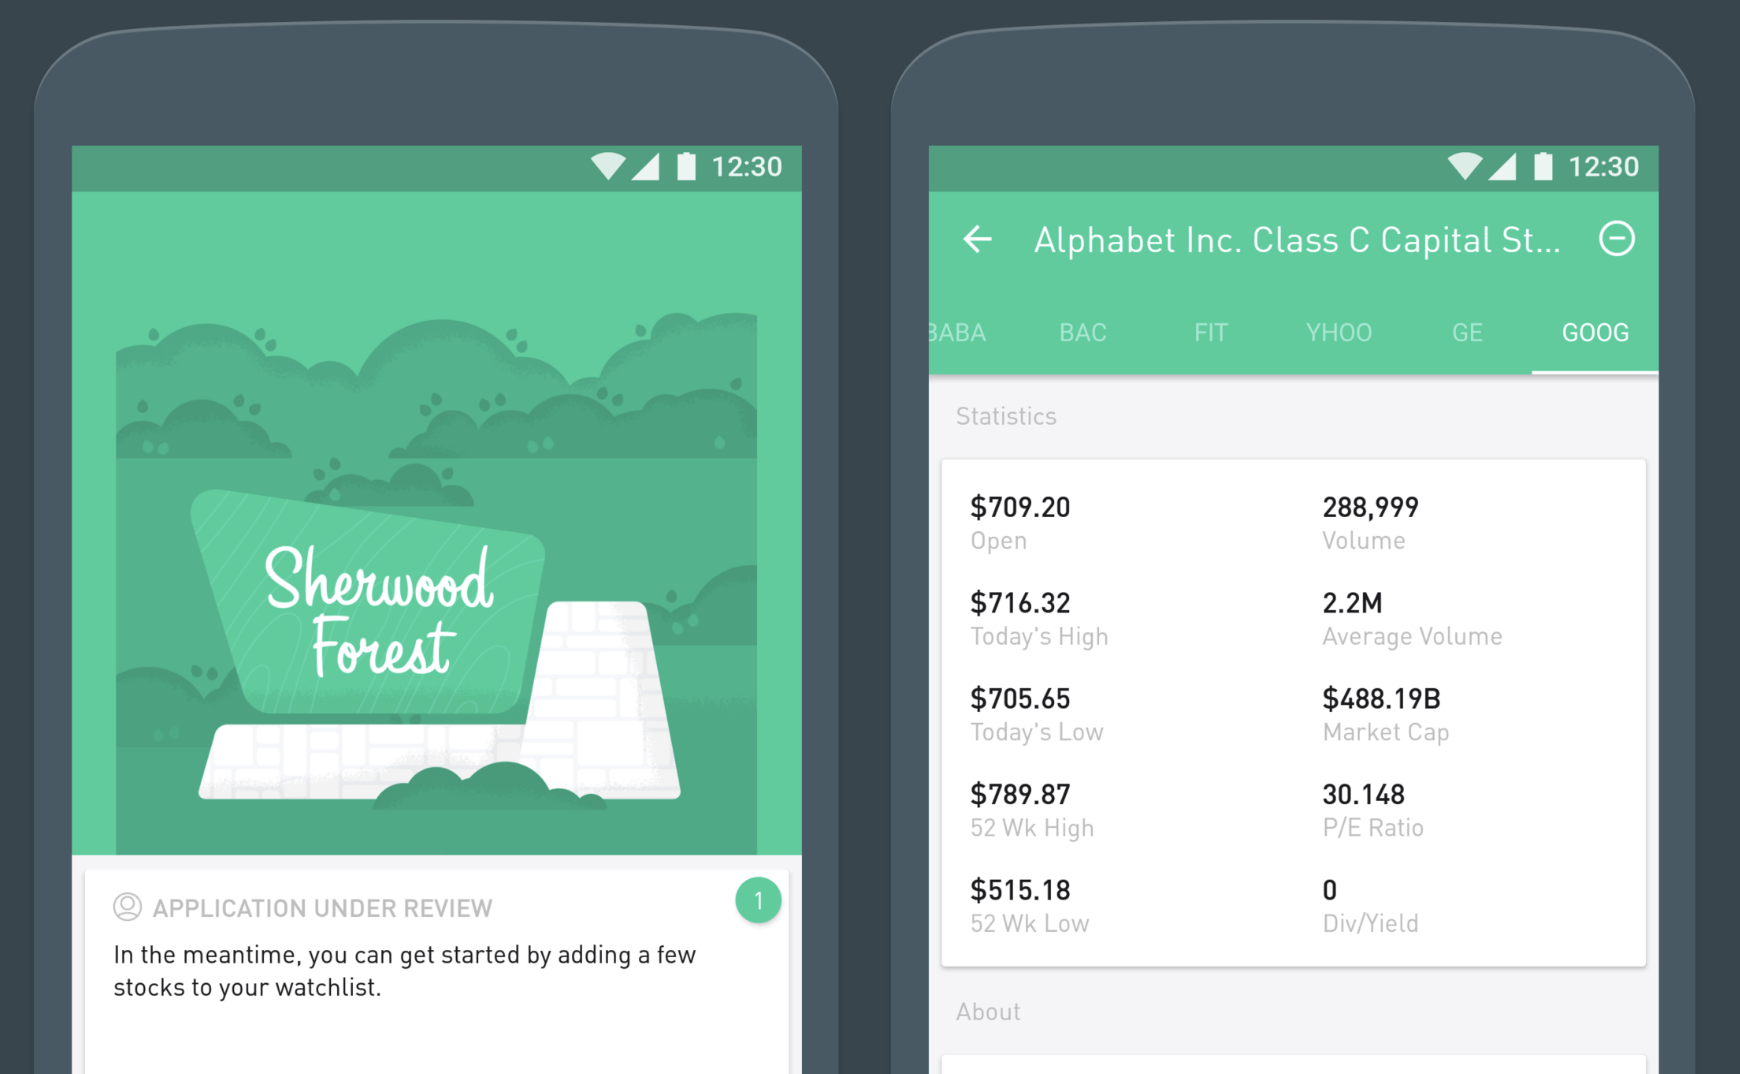 12:30
Sherwood
Forest
APPLICATION UNDER REVIEW
1
In the meantime, you can get started by adding a few
stocks to your watchlist.
12:30
Alphabet Inc. Class C Capital St...
BABA BAC FIT YHOO GE GOOG
Statistics
$709.20
Open
288,999
Volume
$716.32
Today's High
2.2M
Average Volume
$705.65
Today's Low
$488.19B
Market Cap
$789.87
52 Wk High
30.148
P/E Ratio
$515.18
52 Wk Low
0
Div/Yield
About